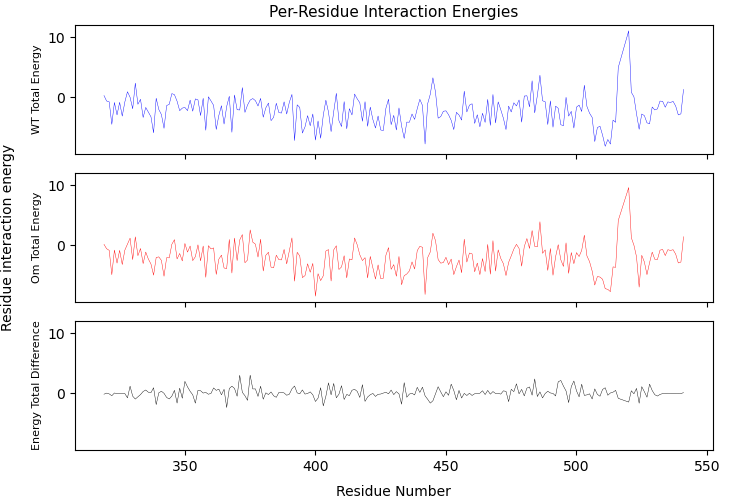 Per-Residue Interaction Energies
Residue interaction energy
WT Total Energy
10
0
Om Total Energy
10
0
Energy Total Difference
10
0
350 400 450 500 550
Residue Number